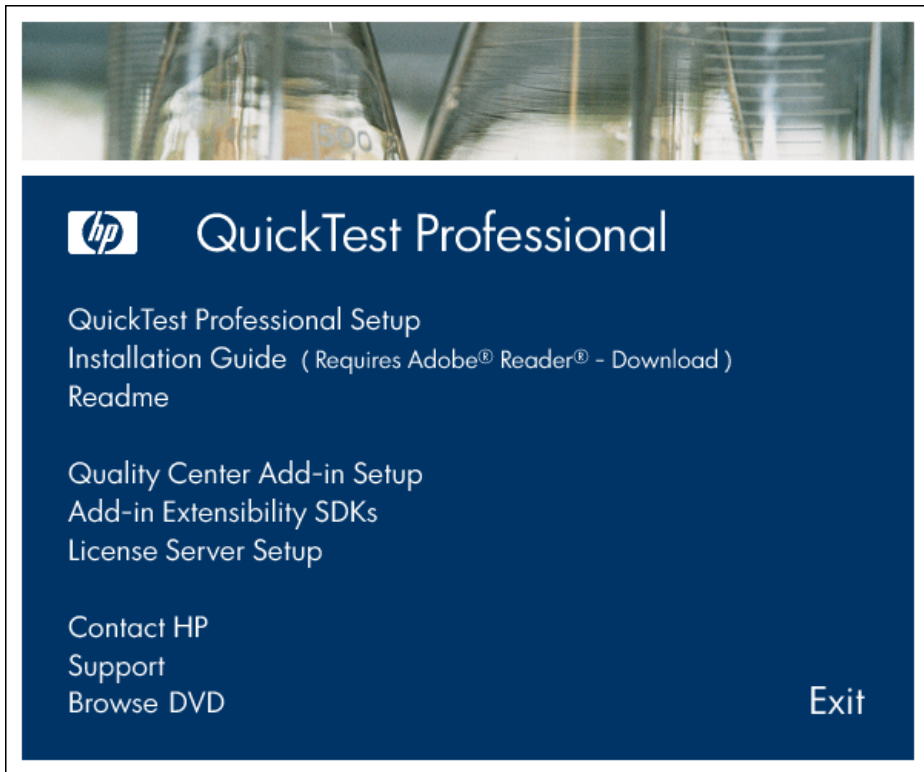 1500
hp
QuickTest Professional
QuickTest Professional Setup
Installation Guide ( Requires Adobe® Reader® - Download )
Readme
Quality Center Add-in Setup
Add-in Extensibility SDKs
License Server Setup
Contact HP
Support
Browse DVD
Exit